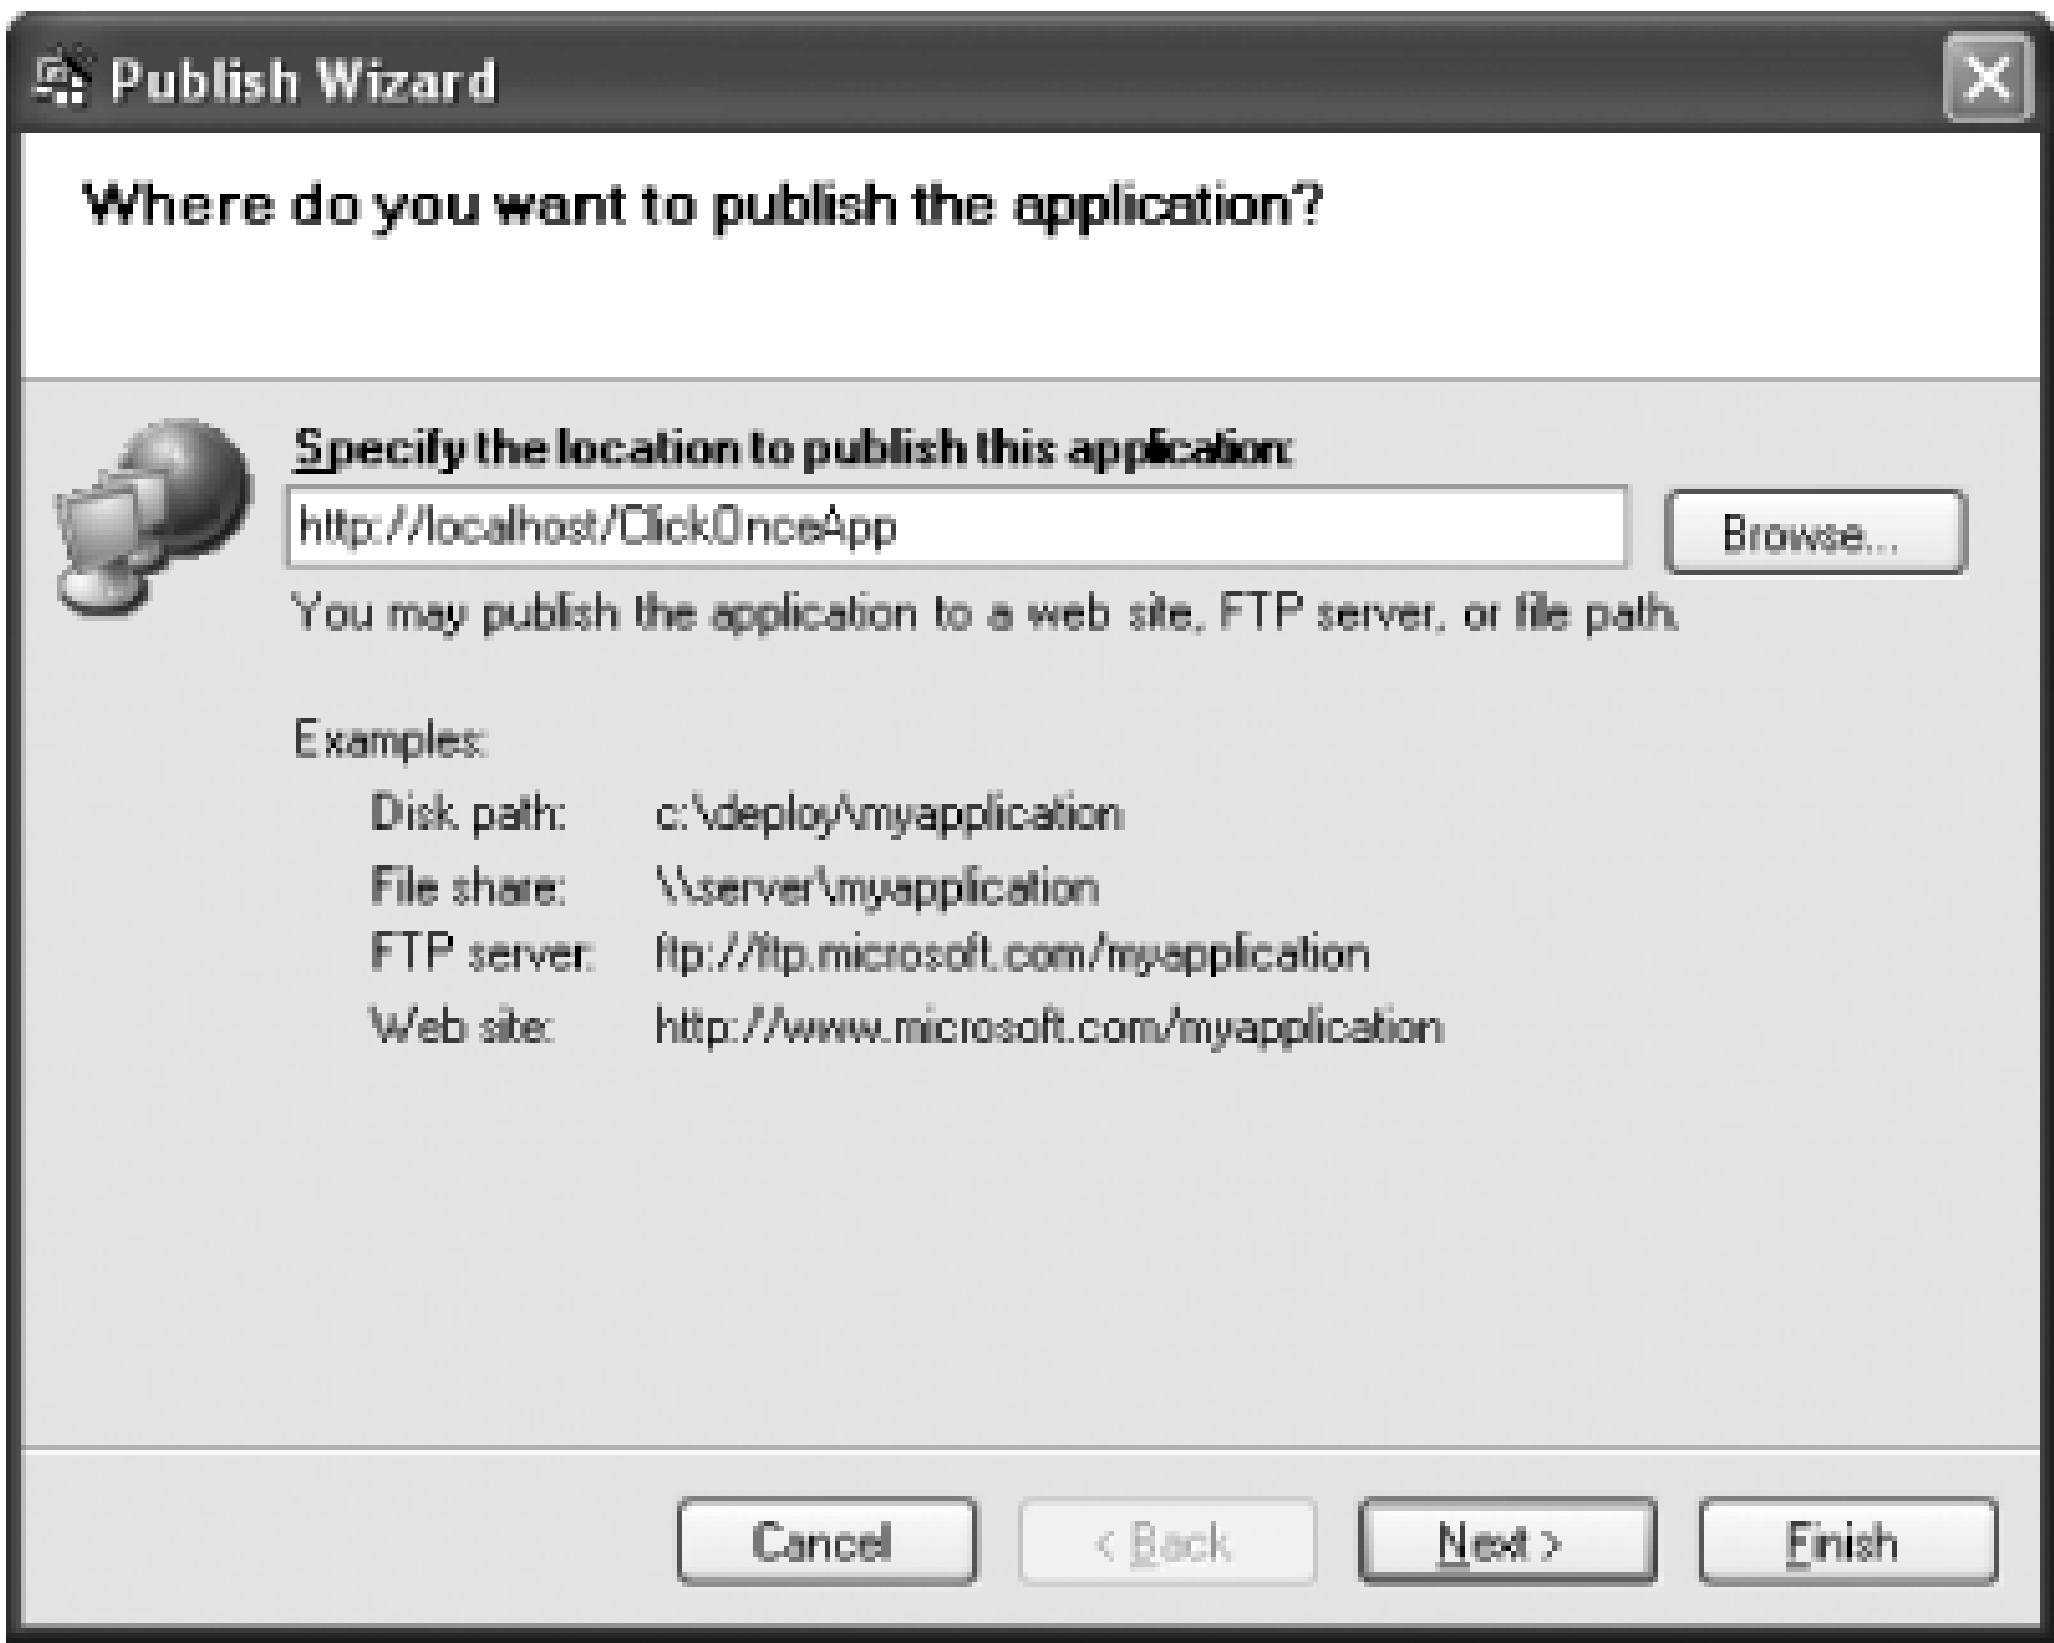 Publish Wizard
Where do you want to publish the application?
Specify the location to publish this application:
http://localhost/ClickOnceApp
Browse...
You may publish the application to a web site, FTP server, or file path.
Examples:
Disk path: c:\deploy\myapplication
File share: \\server\myapplication
FTP server: ftp://ftp.microsoft.com/myapplication
Web site: http://www.microsoft.com/myapplication
Cancel < Back Next > Finish